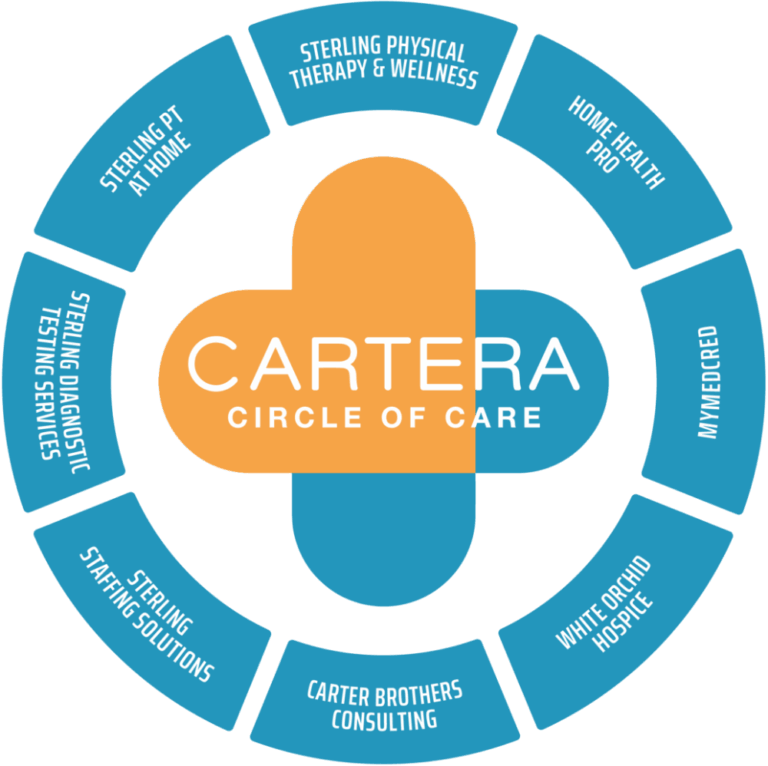 STERLING PHYSICAL
THERAPY & WELLNESS
HOME HEALTH
PRO
MYMEDCRED
WHITE ORCHID
HOSPICE
CARTER BROTHERS
CONSULTING
STERLING
STAFFING SOLUTIONS
STERLING DIAGNOSTIC
TESTING SERVICES
STERLING PT
AT HOME
CARTERA
CIRCLE OF CARE